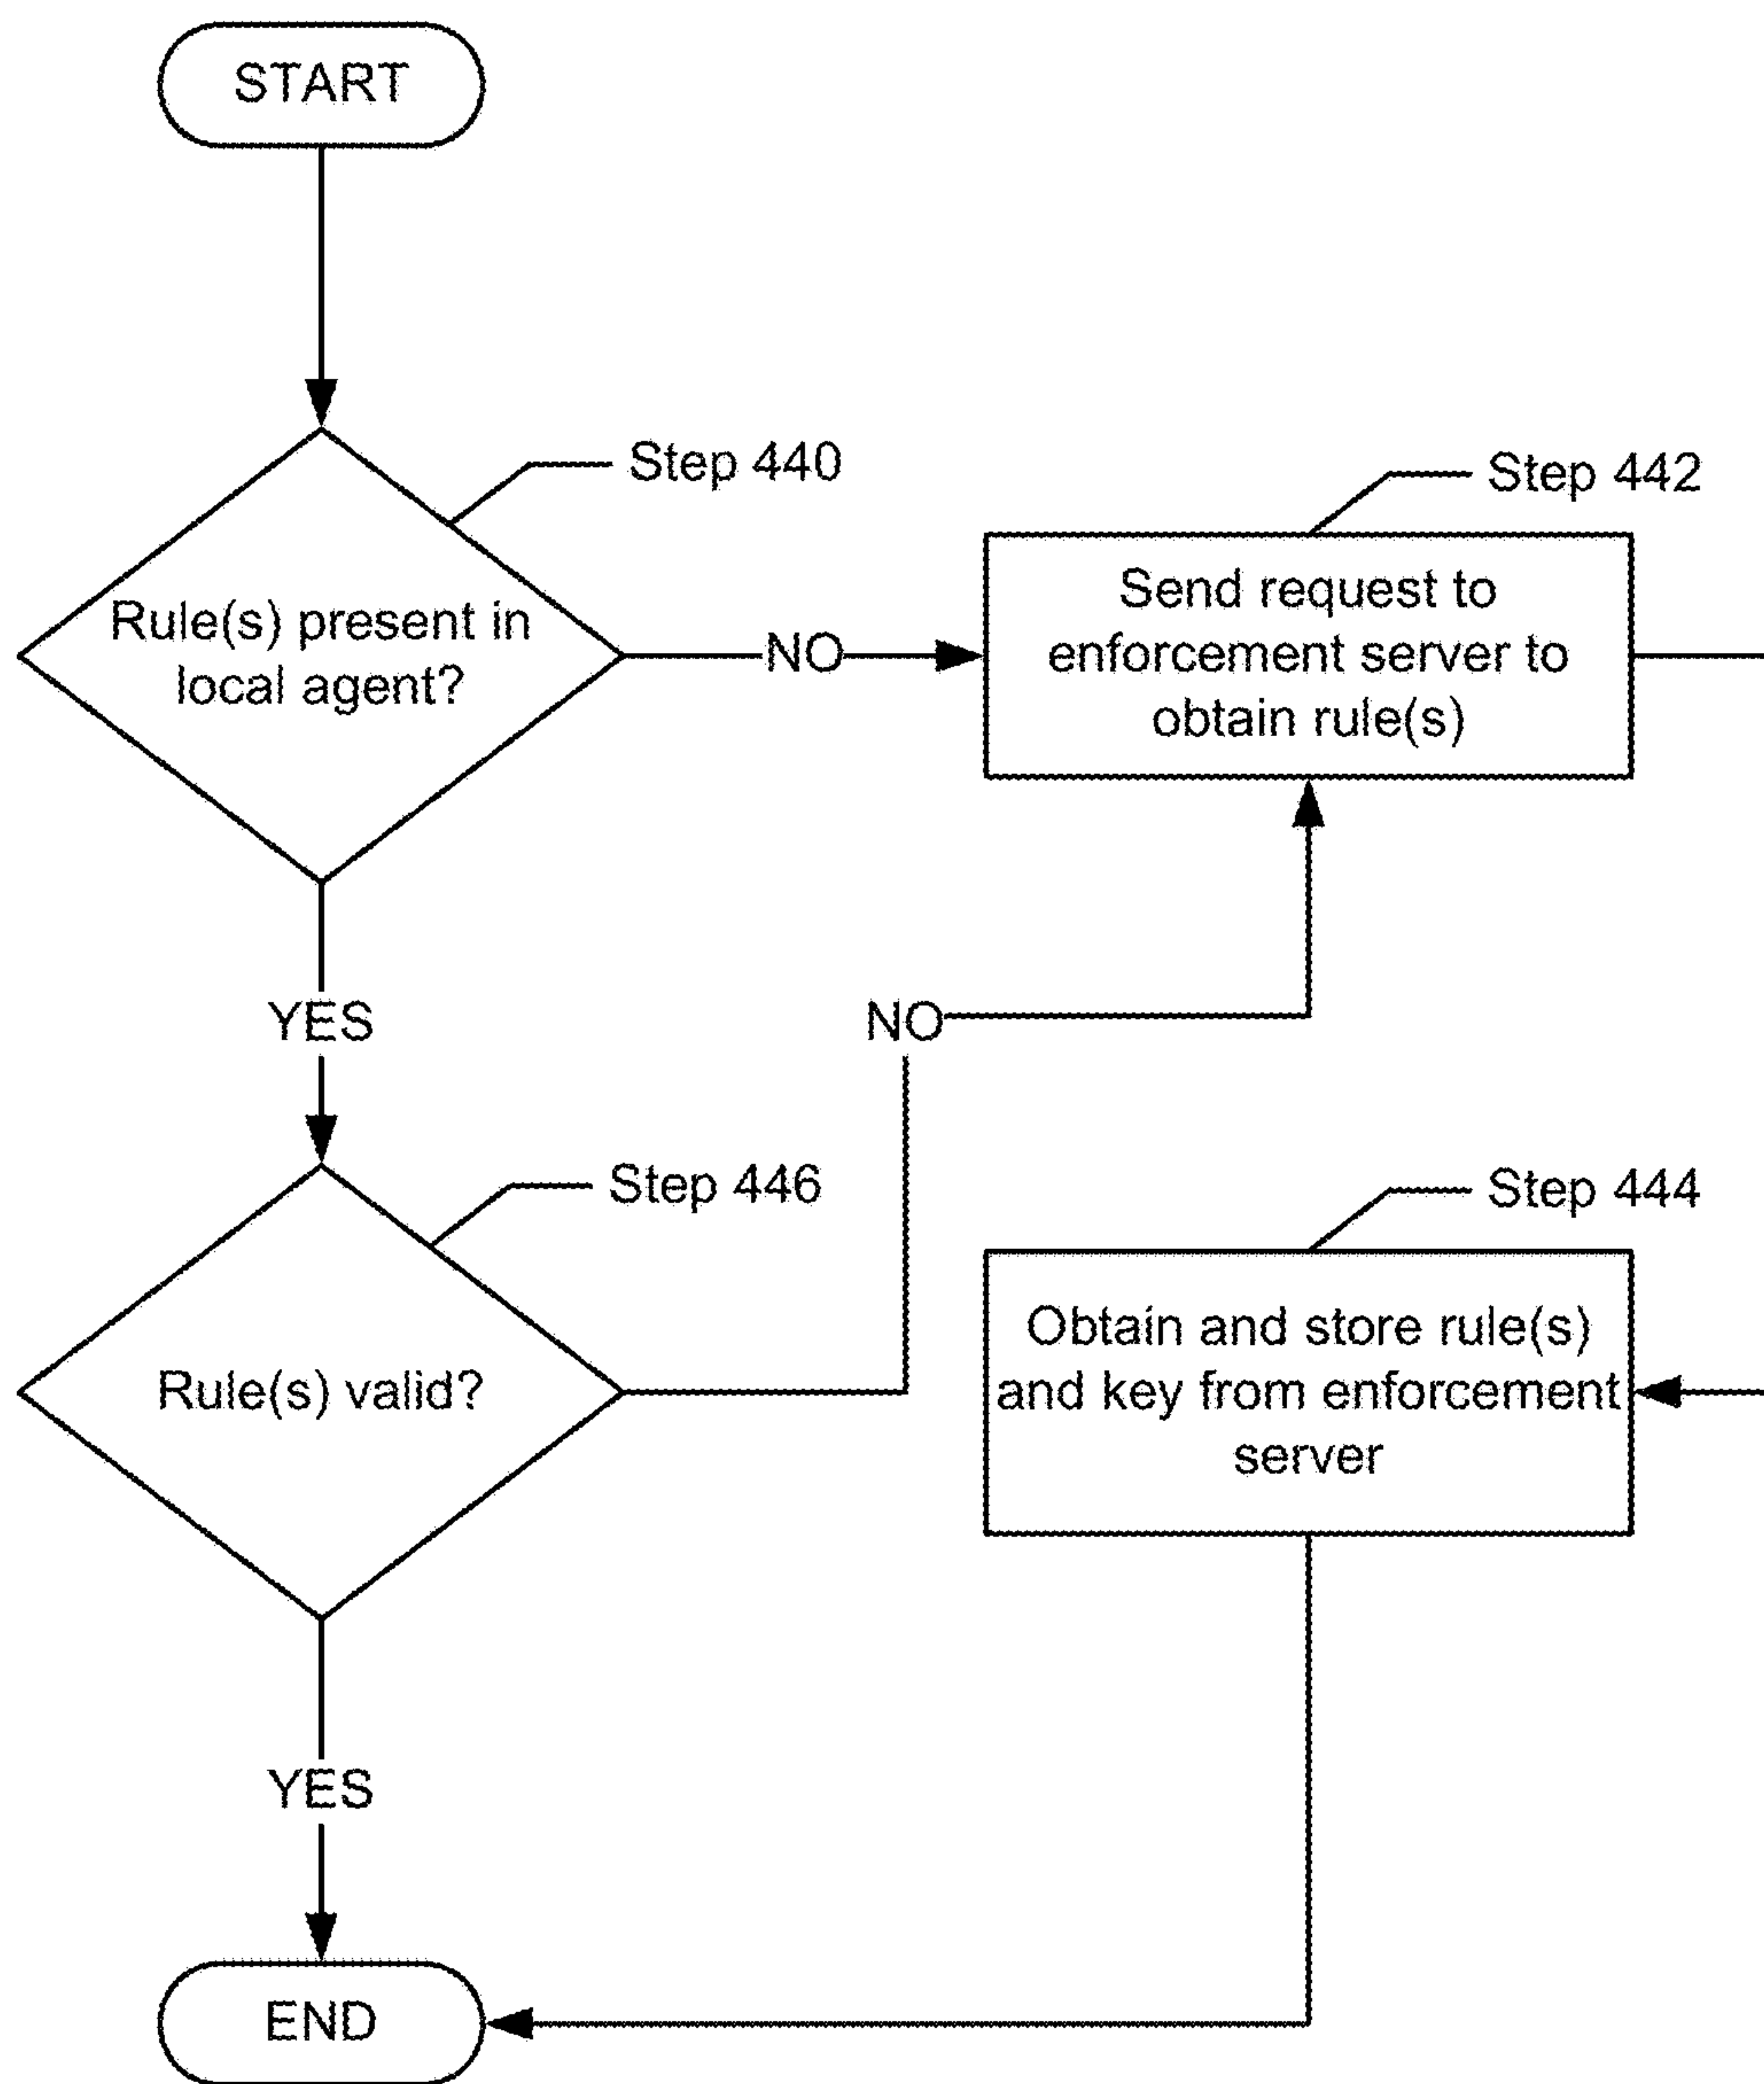 START
Step 440
Rule(s) present in
local agent?
NO
Step 442
Send request to
enforcement server to
obtain rule(s)
YES
NO
Step 446
Rule(s) valid?
Step 444
Obtain and store rule(s)
and key from enforcement
server
YES
END